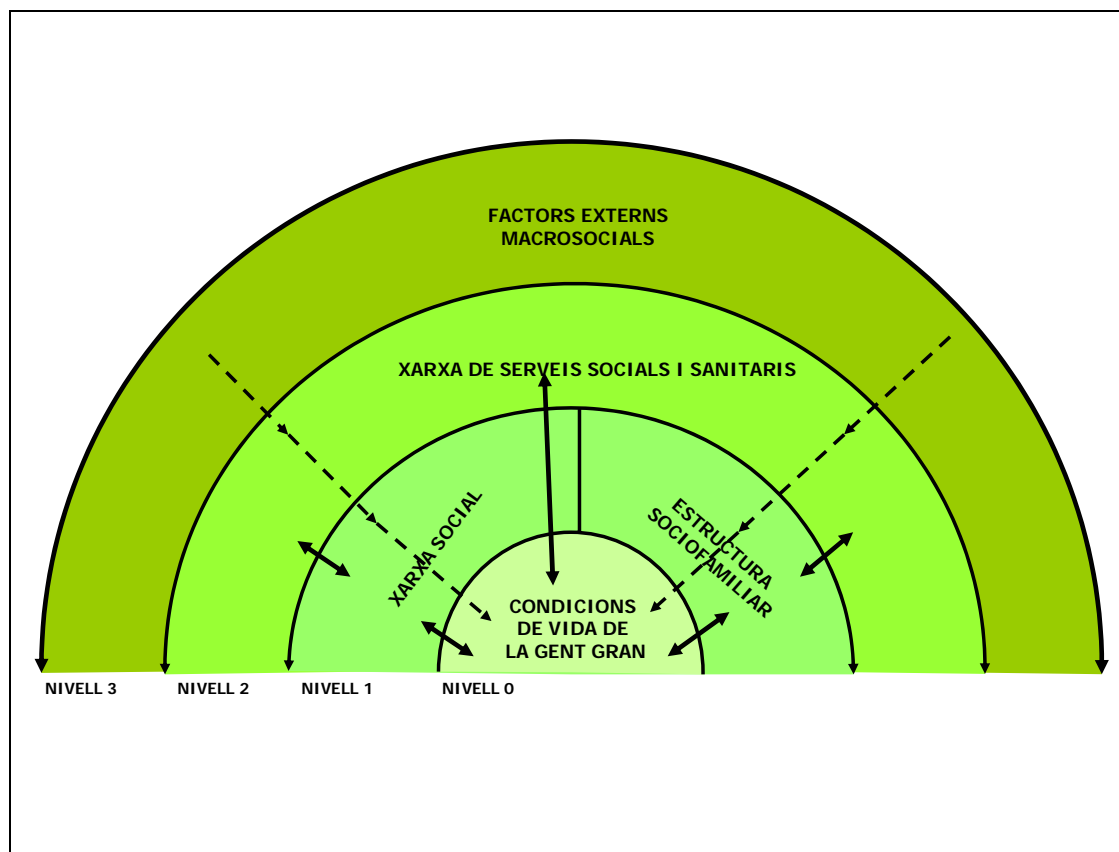 FACTORS EXTERNS
MACROSOCIALS
XARXA DE SERVEIS SOCIALS I SANITARIS
XARXA SOCIAL
ESTRUCTURA
SOCIOFAMILIAR
CONDICIONS
DE VIDA DE
LA GENT GRAN
NIVELL 3
NIVELL 2
NIVELL 1
NIVELL 0